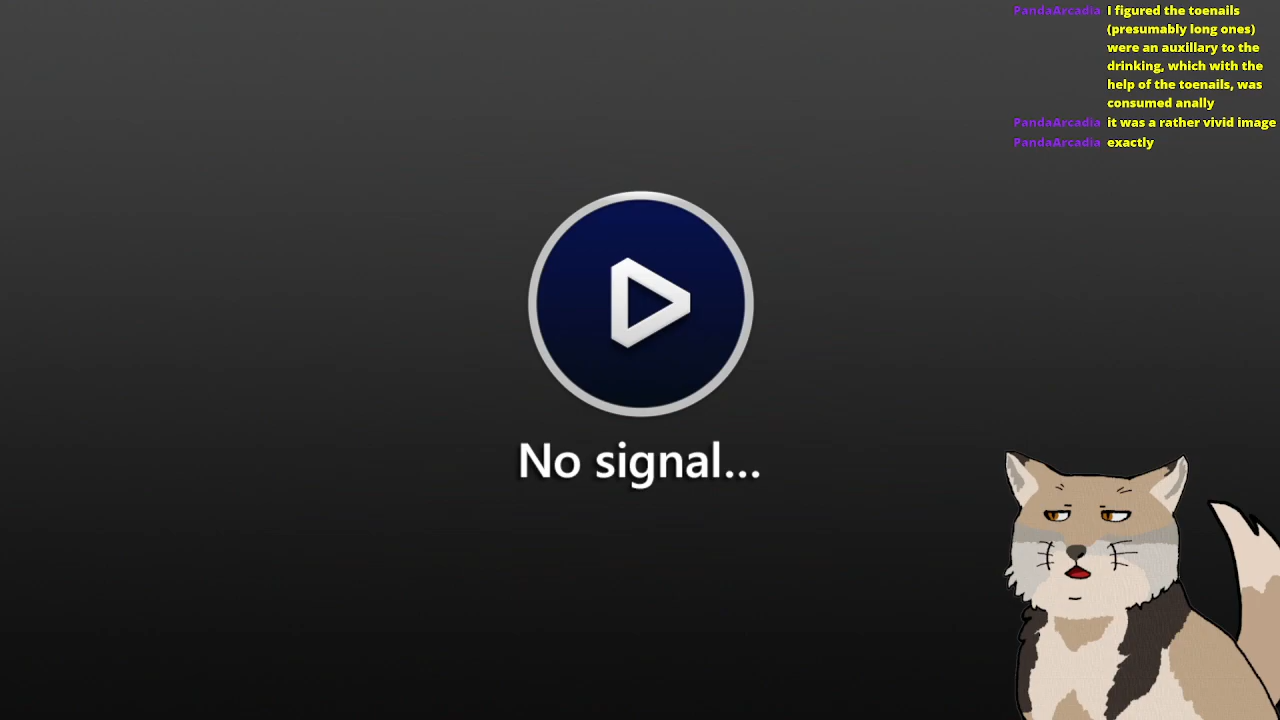 PandaArcadia I figured the toenails
(presumably long ones)
were an auxillary to the
drinking, which with the
help of the toenails, was
consumed anally
PandaArcadia it was a rather vivid image
PandaArcadia exactly
No signal...